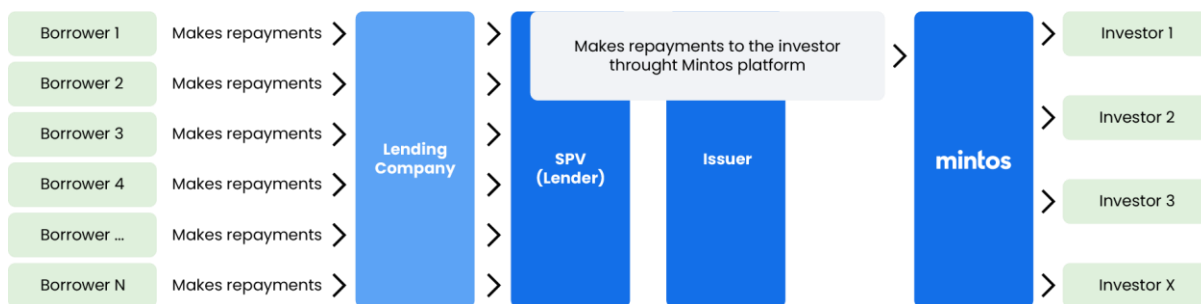 Borrower 1
Makes repayments
Borrower 2
Makes repayments
Borrower 3
Makes repayments
Borrower 4
Makes repayments
Borrower ...
Makes repayments
Borrower N
Makes repayments
Lending
Company
SPV
(Lender)
Issuer
Makes repayments to the investor
throught Mintos platform
mintos
Investor 1
Investor 2
Investor 3
Investor X